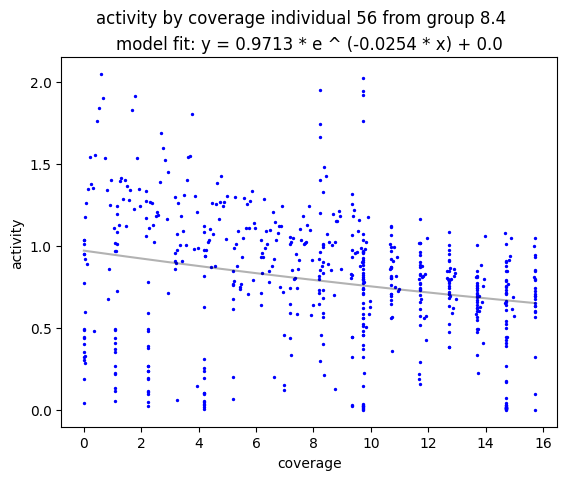 activity by coverage individual 56 from group 8.4
model fit: y = 0.9713 * e ^ (-0.0254 * x) + 0.0
2.0
1.5
1.0
0.5
0.0
activity
0 2 4 6 8 10 12 14 16
coverage